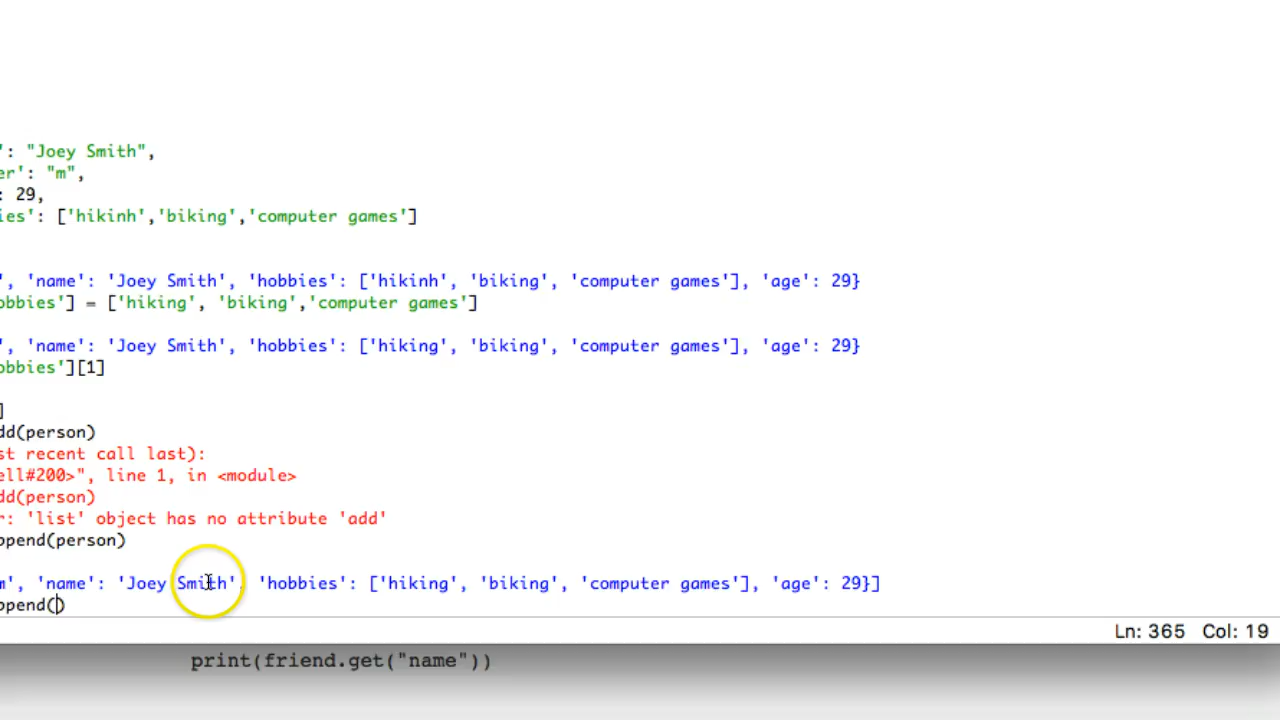 ': "Joey Smith",
er': "m",
: 29,
ies': ['hikinh','biking','computer games']
', 'name': 'Joey Smith', 'hobbies': ['hikinh', 'biking', 'computer games'], 'age': 29}
obbies'] = ['hiking', 'biking','computer games']
', 'name': 'Joey Smith', 'hobbies': ['hiking', 'biking', 'computer games'], 'age': 29}
obbies'][1]
]
dd(person)
st recent call last):
ell#200>", line 1, in <module>
dd(person)
r: 'list' object has no attribute 'add'
ppend(person)
m', 'name': 'Joey Smith', 'hobbies': ['hiking', 'biking', 'computer games'], 'age': 29}]
ppend()
Ln: 365 Col: 19
print(friend.get("name"))